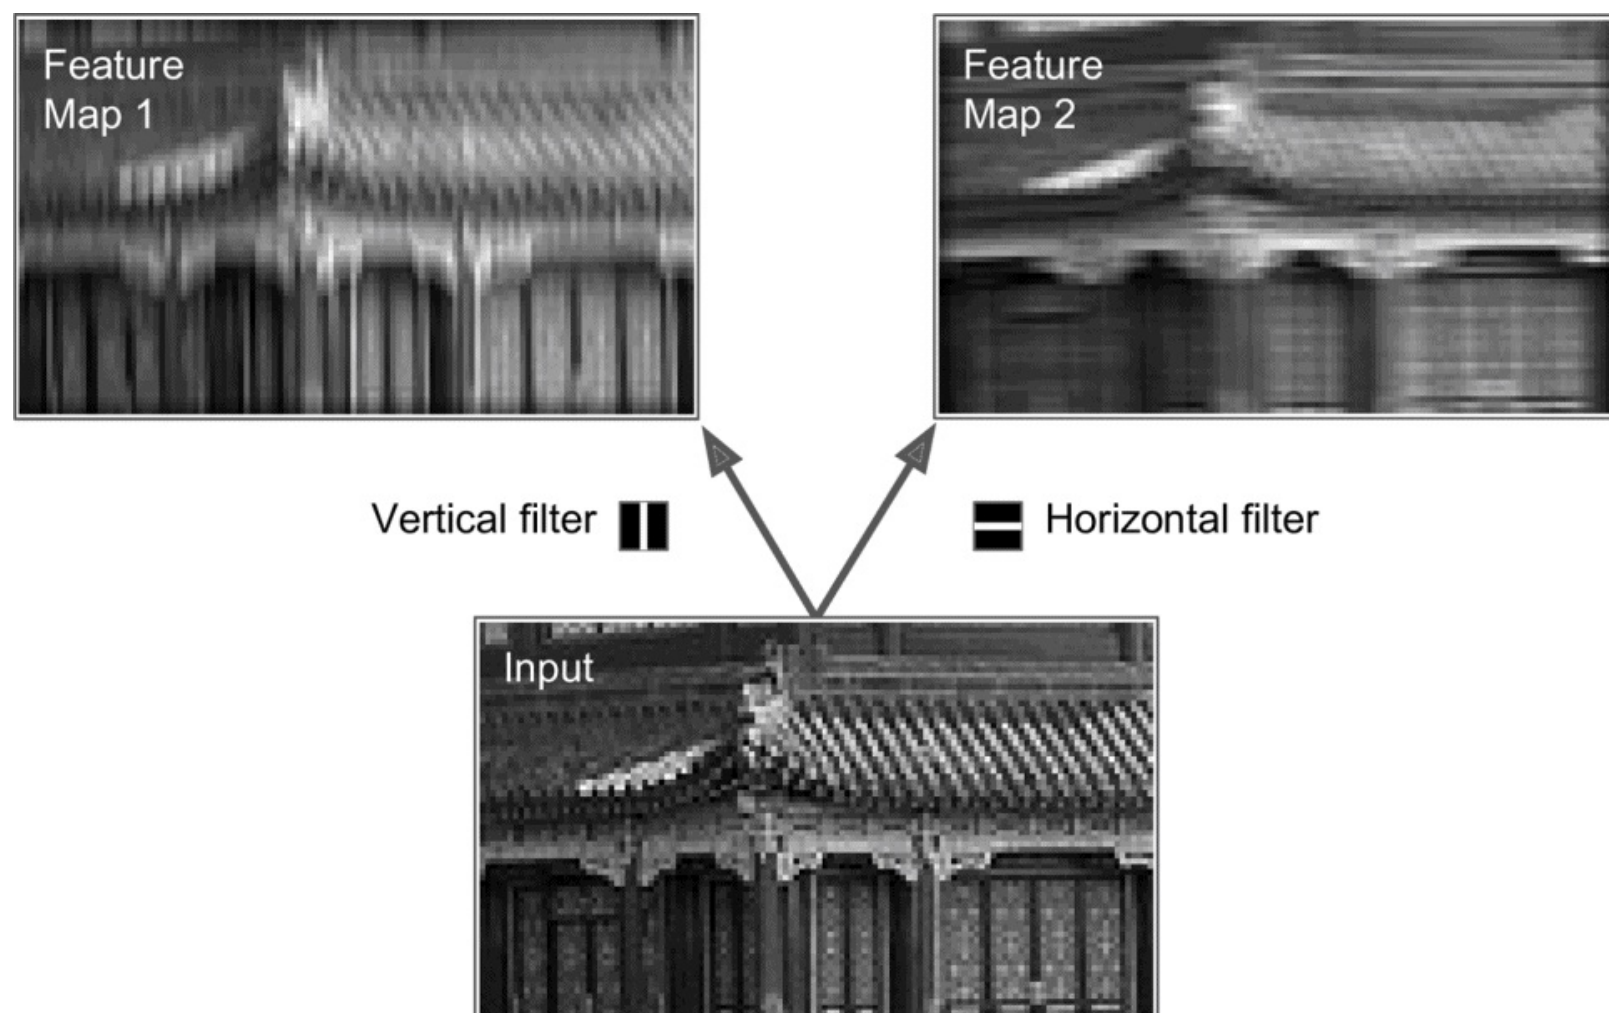 Feature
Map 1
Feature
Map 2
Vertical filter
Horizontal filter
Input